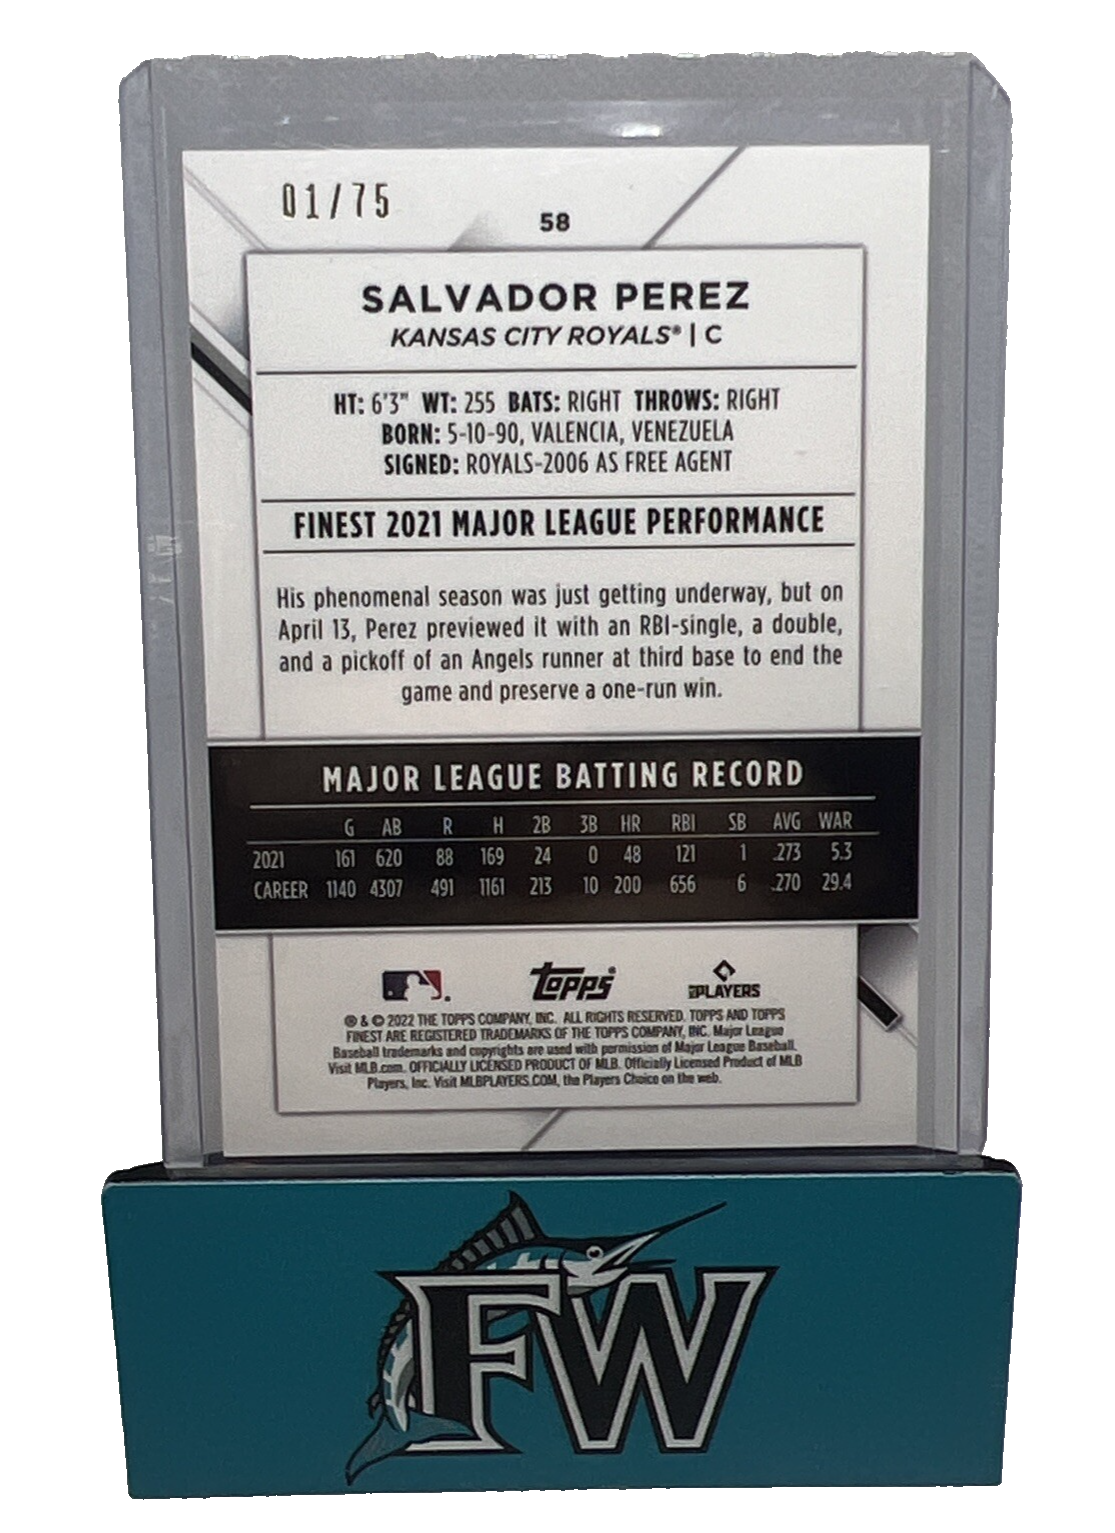 01/75
58
SALVADOR PEREZ
KANSAS CITY ROYALS® | C
HT: 6'3" WT: 255 BATS: RIGHT THROWS: RIGHT
BORN: 5-10-90, VALENCIA, VENEZUELA
SIGNED: ROYALS-2006 AS FREE AGENT
FINEST 2021 MAJOR LEAGUE PERFORMANCE
His phenomenal season was just getting underway, but on
April 13, Perez previewed it with an RBI-single, a double,
and a pickoff of an Angels runner at third base to end the
game and preserve a one-run win.
MAJOR LEAGUE BATTING RECORD
G AB R H 2B 3B HR RBI SB AVG WAR
2021 161 620 88 169 24 0 48 121 1 .273 5.3
CAREER 1140 4307 491 1161 213 10 200 656 6 .270 29.4
topps®
PLAYERS
® & © 2022 THE TOPPS COMPANY, INC. ALL RIGHTS RESERVED. TOPPS AND TOPPS
FINEST ARE REGISTERED TRADEMARKS OF THE TOPPS COMPANY, INC. Major League
Baseball trademarks and copyrights are used with permission of Major League Baseball.
Visit MLB.com. OFFICIALLY LICENSED PRODUCT OF MLB. Officially Licensed Product of MLB
Players, Inc. Visit MLBPLAYERS.COM, the Players Choice on the web.
FW